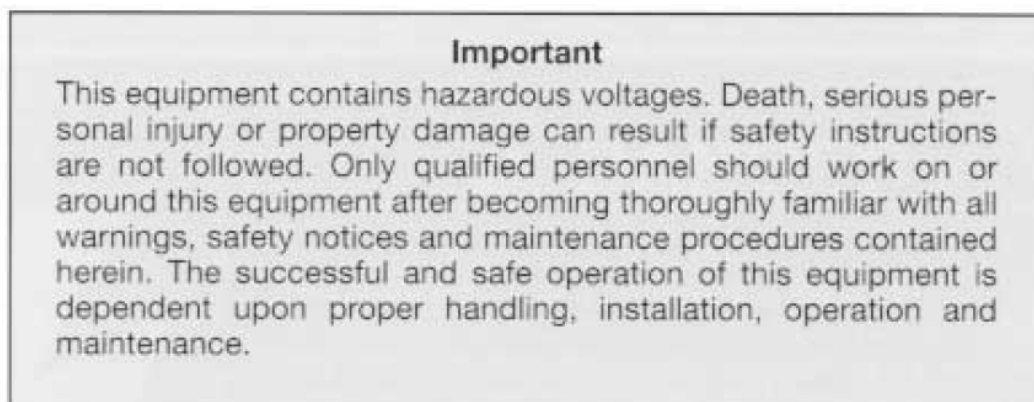 Important
This equipment contains hazardous voltages. Death, serious per-
sonal injury or property damage can result if safety instructions
are not followed. Only qualified personnel should work on or
around this equipment after becoming thoroughly familiar with all
warnings, safety notices and maintenance procedures contained
herein. The successful and safe operation of this equipment is
dependent upon proper handling, installation, operation and
maintenance.